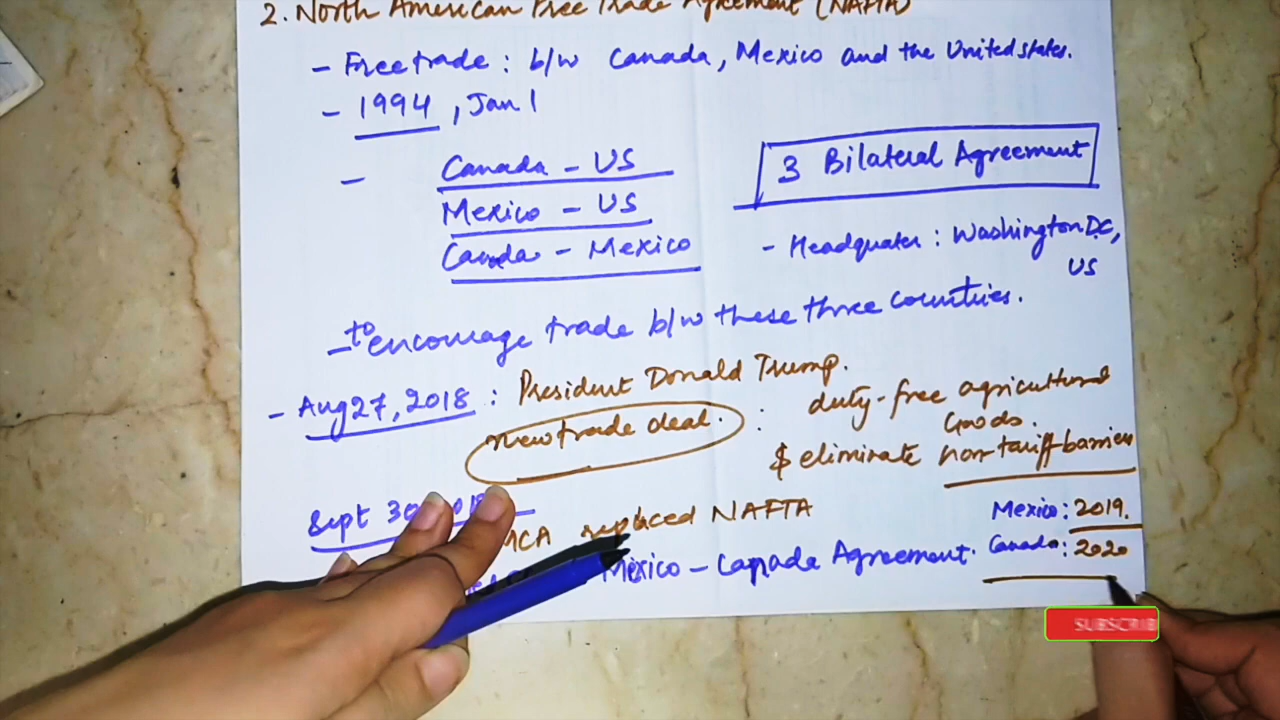 2. North American Free Trade Agreement (NAFTA)
- Free trade : b/w Canada, Mexico and the United states.
- 1994 , Jan 1
- Canada - US
Mexico - US
Canda - Mexico
3 Bilateral Agreement
- Headquater : Washington DC,
US
- to encourage trade b/w these three countries.
- Aug 27, 2018 : President Donald Trump.
new trade deal. : duty-free agricultural
Goods.
$ eliminate non-tariff-barriers
Sept 30
MCA replaced NAFTA
Mexico - Canada Agreement.
Mexico : 2019.
Canada : 2020
SUBSCRIB